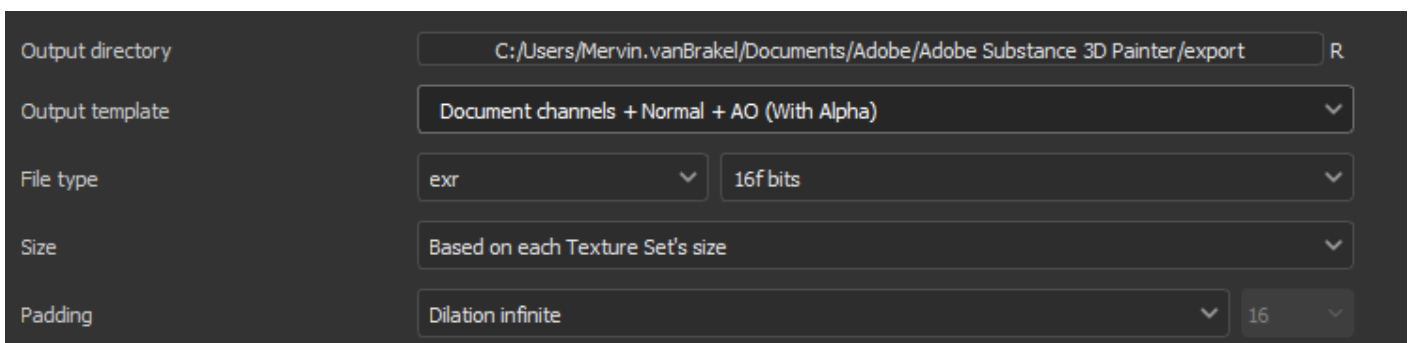 Output directory C:/Users/Mervin.vanBrakel/Documents/Adobe/Adobe Substance 3D Painter/export R
Output template Document channels + Normal + AO (With Alpha)
File type exr 16f bits
Size Based on each Texture Set's size
Padding Dilation infinite 16